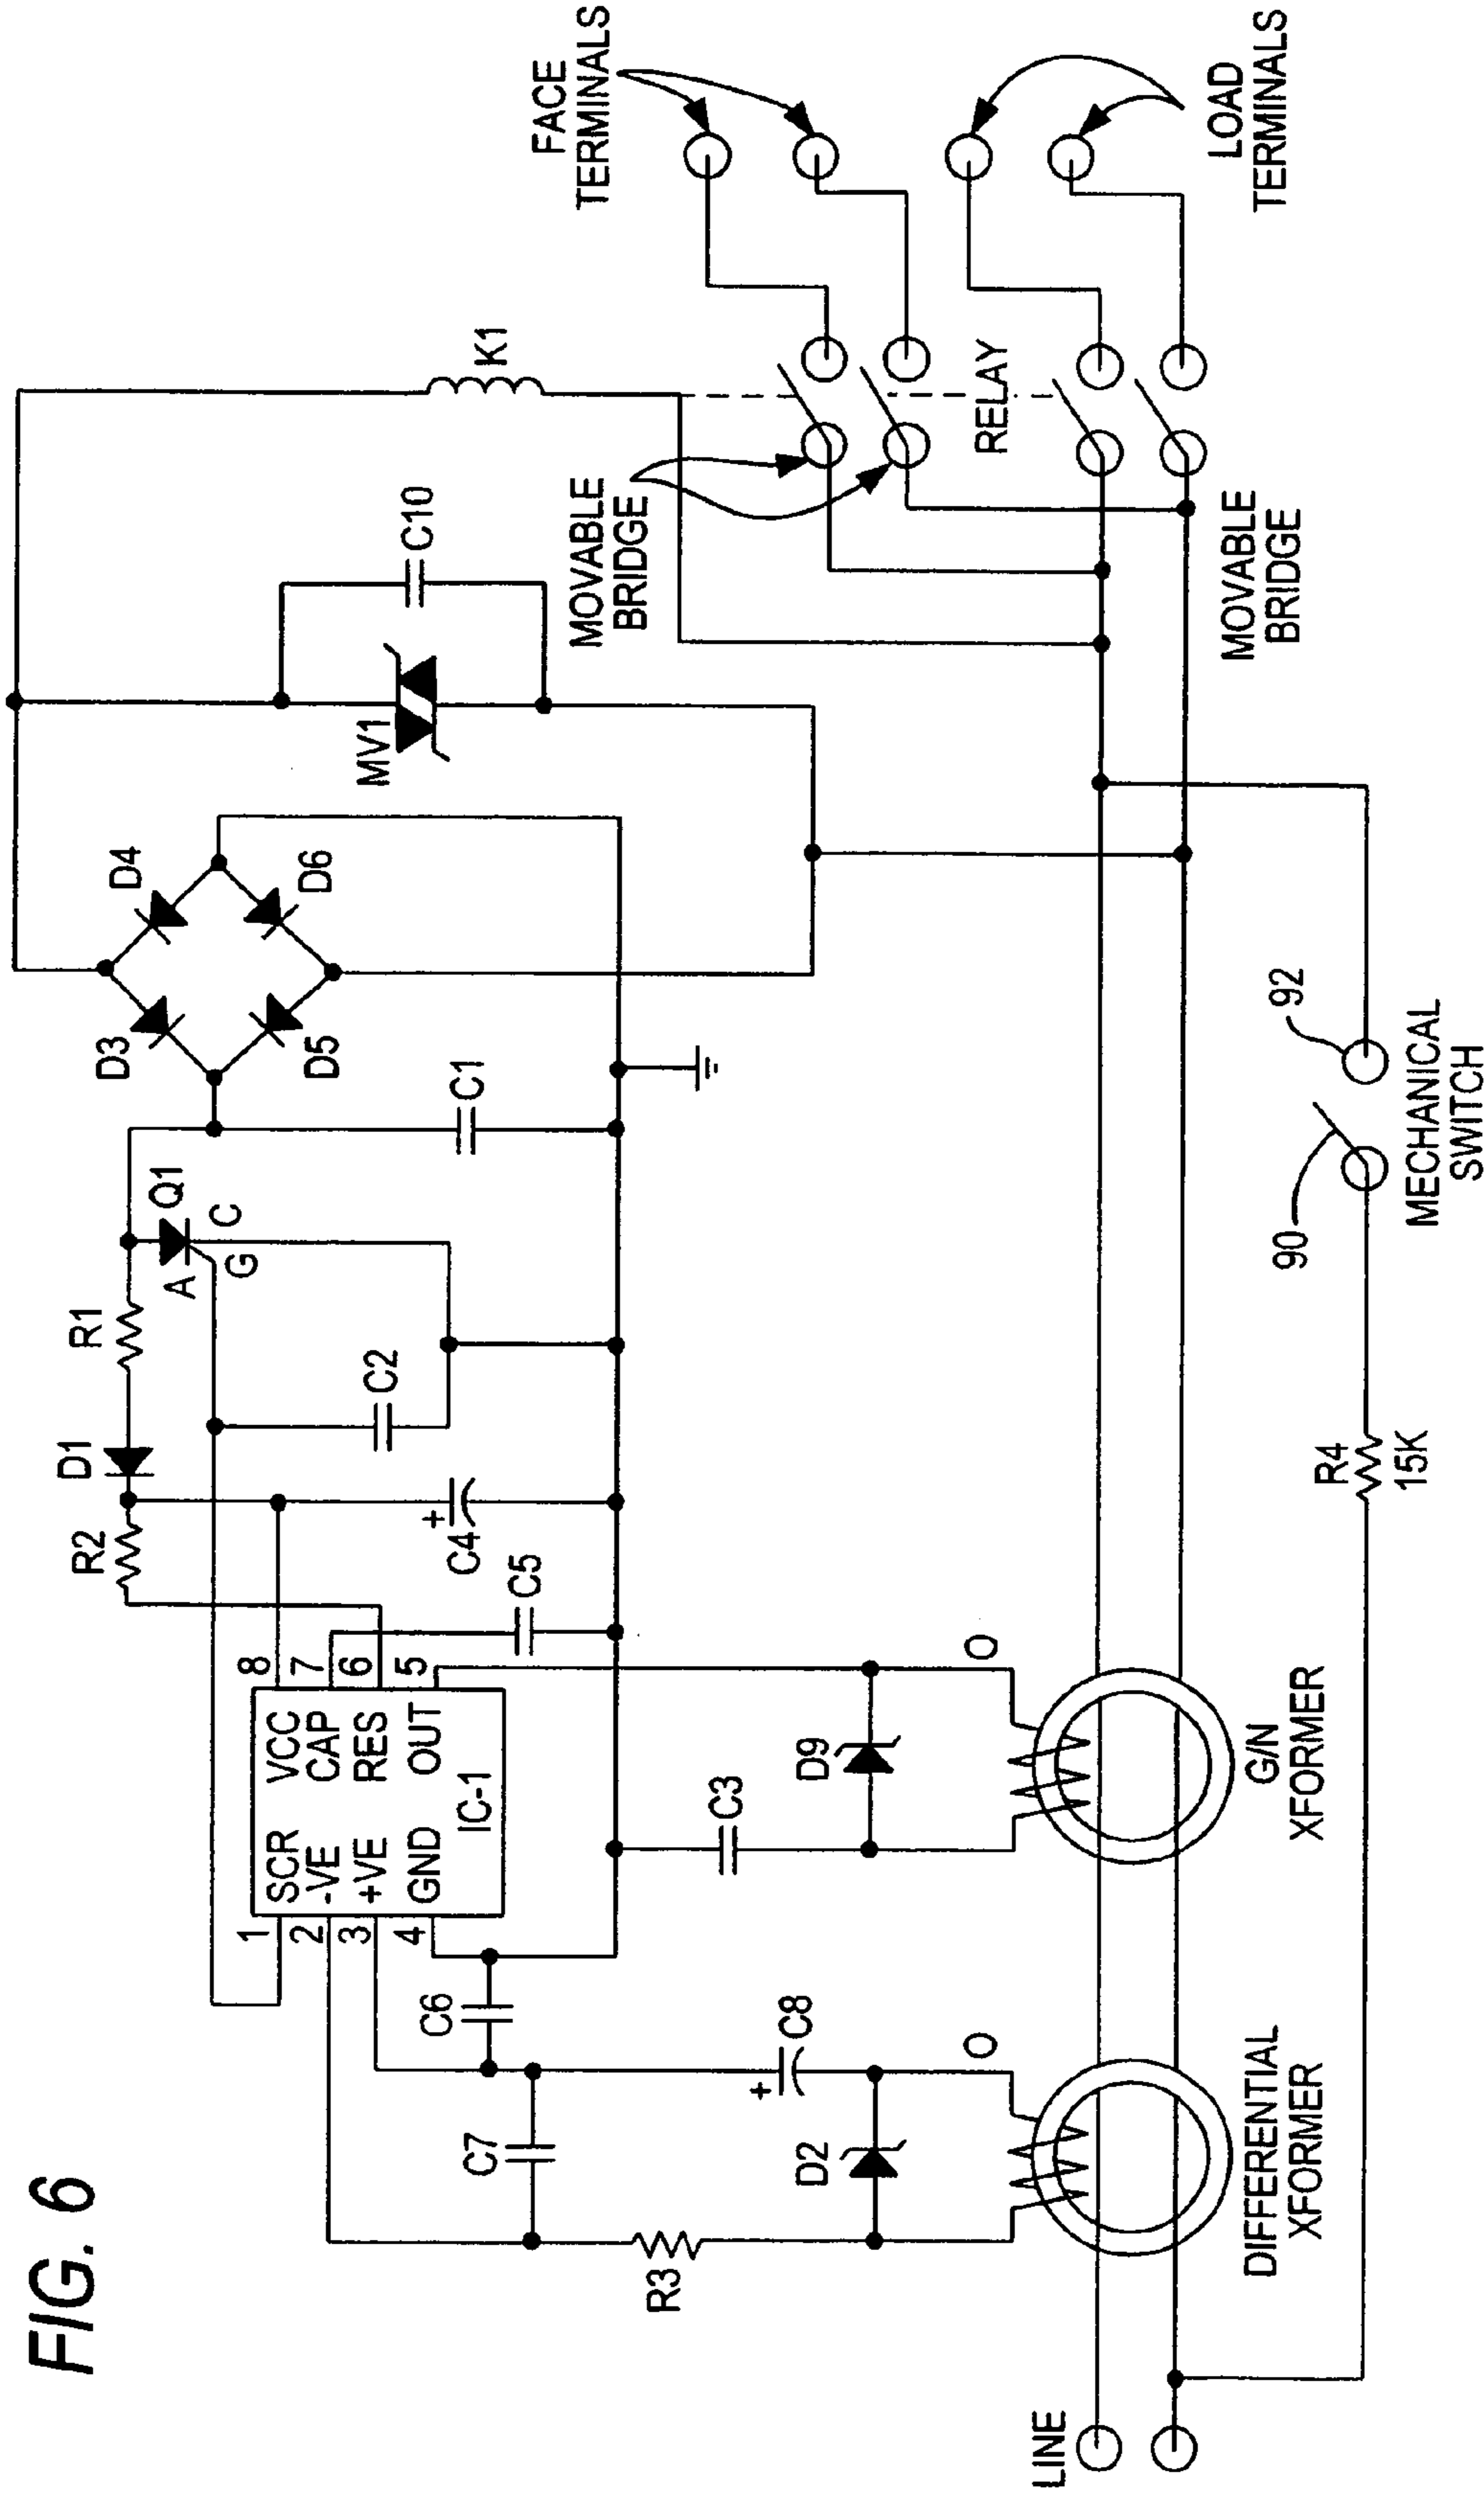 FIG. 6
D4
D6
D3
D5
MV1
C10
K1
FACE
TERMINALS
Q1
A
C
G
R1
D1
R2
C1
C2
+
C4
C5
MOVABLE
BRIDGE
RELAY
LOAD
TERMINALS
1
2
3
4
SCR
-VE
+VE
GND
VCC
CAP
RES
OUT
IC-1
8
7
6
5
C6
C7
+
C8
R3
D2
C3
D9
O
O
LINE
DIFFERENTIAL
XFORMER
G/N
XFORMER
R4
15K
90
92
MECHANICAL
SWITCH
MOVABLE
BRIDGE